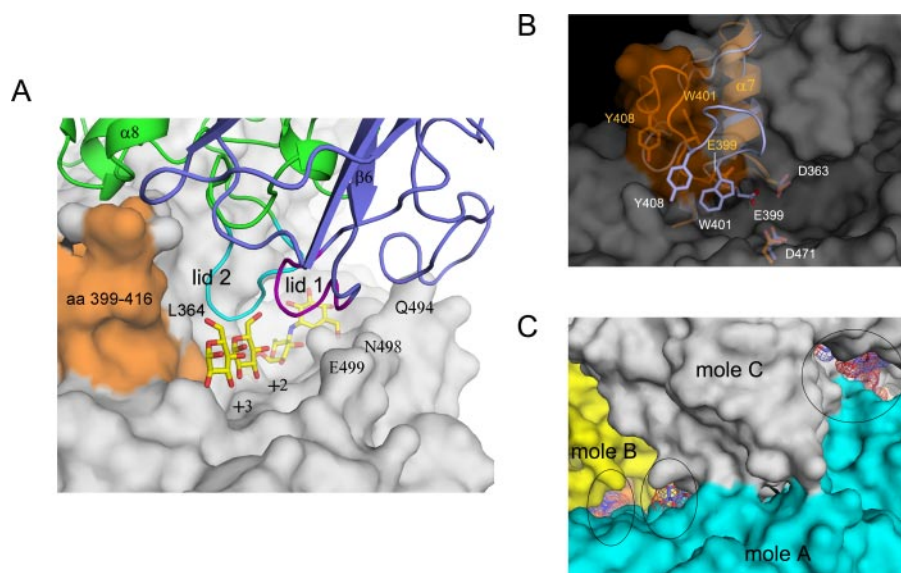 A
α8
β6
lid 2
lid 1
aa 399-416
L364
Q494
N498
E499
+2
+3
B
α7
W401
Y408
E399
D363
Y408
E399
W401
D471
C
mole C
mole B
mole A